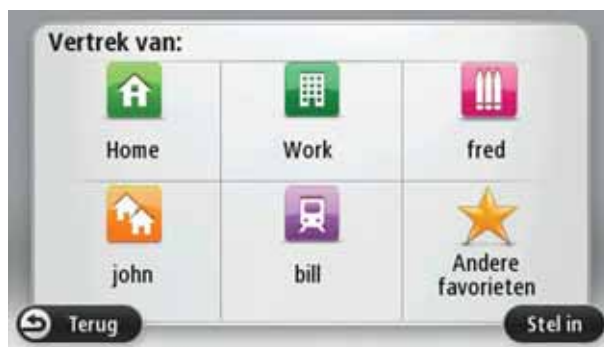 Vertrek van:
Home
Work
fred
john
bill
Andere
favorieten
Terug
Stel in